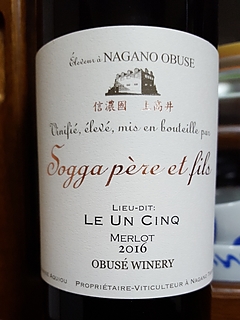 Éleveur à NAGANO OBUSE
信濃國 上高井
Vinifié, élevé, mis en bouteille par
Sogga père et fils
LIEU-DIT:
LE UN CINQ
MERLOT
2016
OBUSÉ WINERY
PROPRIÉTAIRE-VITICULTEUR À NAGANO